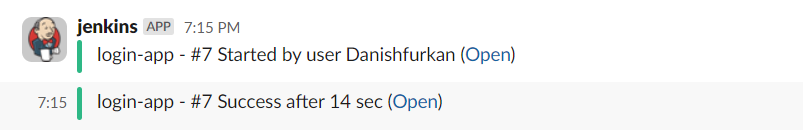 jenkins APP 7:15 PM
login-app - #7 Started by user Danishfurkan (Open)
7:15 login-app - #7 Success after 14 sec (Open)